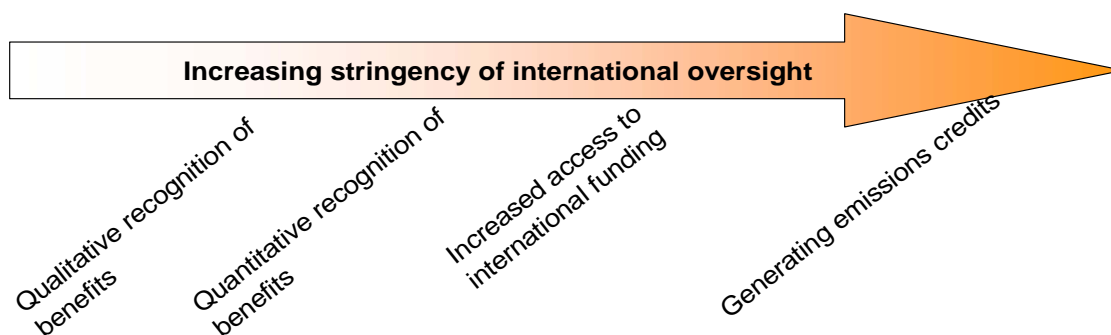 Increasing stringency of international oversight
Qualitative recognition of
benefits
Quantitative recognition of
benefits
Increased access to
international funding
Generating emissions credits